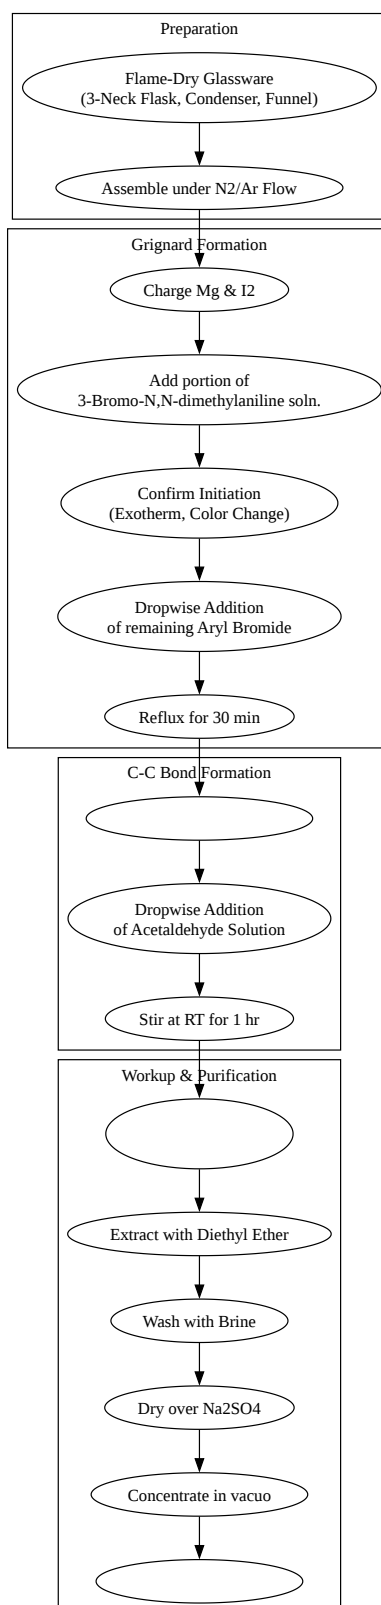 Preparation
Flame-Dry Glassware
(3-Neck Flask, Condenser, Funnel)
Assemble under N2/Ar Flow
Grignard Formation
Charge Mg & I2
Add portion of
3-Bromo-N,N-dimethylaniline soln.
Confirm Initiation
(Exotherm, Color Change)
Dropwise Addition
of remaining Aryl Bromide
Reflux for 30 min
C-C Bond Formation
Dropwise Addition
of Acetaldehyde Solution
Stir at RT for 1 hr
Workup & Purification
Extract with Diethyl Ether
Wash with Brine
Dry over Na2SO4
Concentrate in vacuo